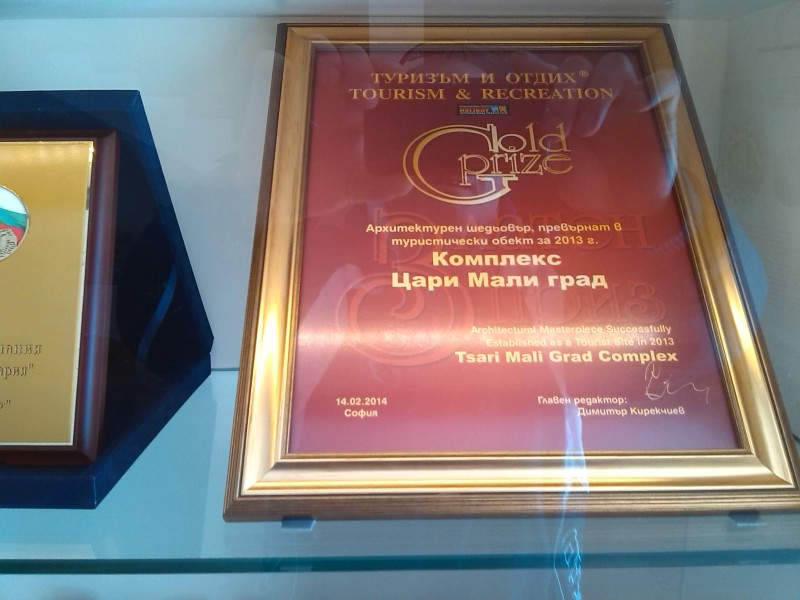 ТУРИЗЪМ И ОТДИХ®
TOURISM & RECREATION
Gold
prize
Архитектурен шедьовър, превърнат в
туристически обект за 2013 г.
Комплекс
Цари Мали град
Architectural Masterpiece Successfully
Established as a Tourist Site in 2013
Tsari Mali Grad Complex
14.02.2014
София
Главен редактор:
Димитър Кирекчиев